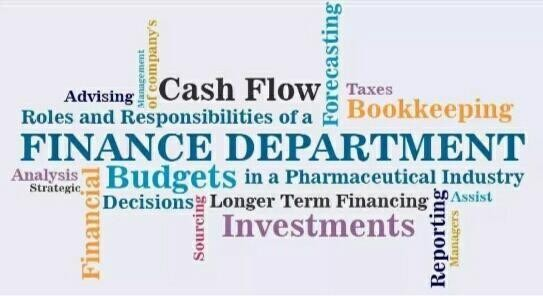 Management
of company's
Advising
Cash Flow
Forecasting
Taxes
Bookkeeping
Roles and Responsibilities of a
FINANCE DEPARTMENT
Analysis
Strategic
Financial
Budgets in a Pharmaceutical Industry
Decisions
Sourcing
Longer Term Financing
Investments
Reporting
Assist
Managers